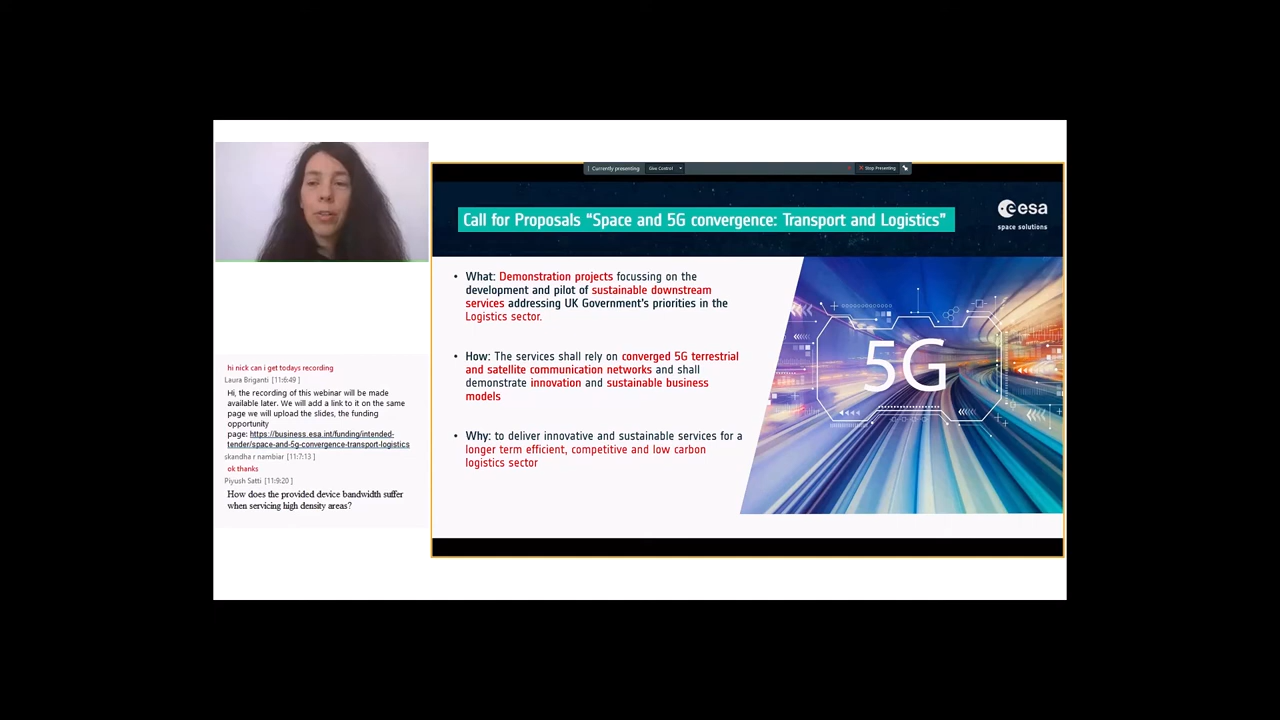 Currently presenting Give Control Stop Presenting
Call for Proposals “Space and 5G convergence: Transport and Logistics”
esa
space solutions
• What: Demonstration projects focussing on the
development and pilot of sustainable downstream
services addressing UK Government's priorities in the
Logistics sector.
• How: The services shall rely on converged 5G terrestrial
and satellite communication networks and shall
demonstrate innovation and sustainable business
models
• Why: to deliver innovative and sustainable services for a
longer term efficient, competitive and low carbon
logistics sector
5G
hi nick can i get todays recording
Laura Briganti [11:6:49 ]
Hi, the recording of this webinar will be made
available later. We will add a link to it on the same
page we will upload the slides, the funding
opportunity
page: https://business.esa.int/funding/intended-
tender/space-and-5g-convergence-transport-logistics
skandha r nambiar [11:7:13 ]
ok thanks
Piyush Satti [11:9:20 ]
How does the provided device bandwidth suffer
when servicing high density areas?